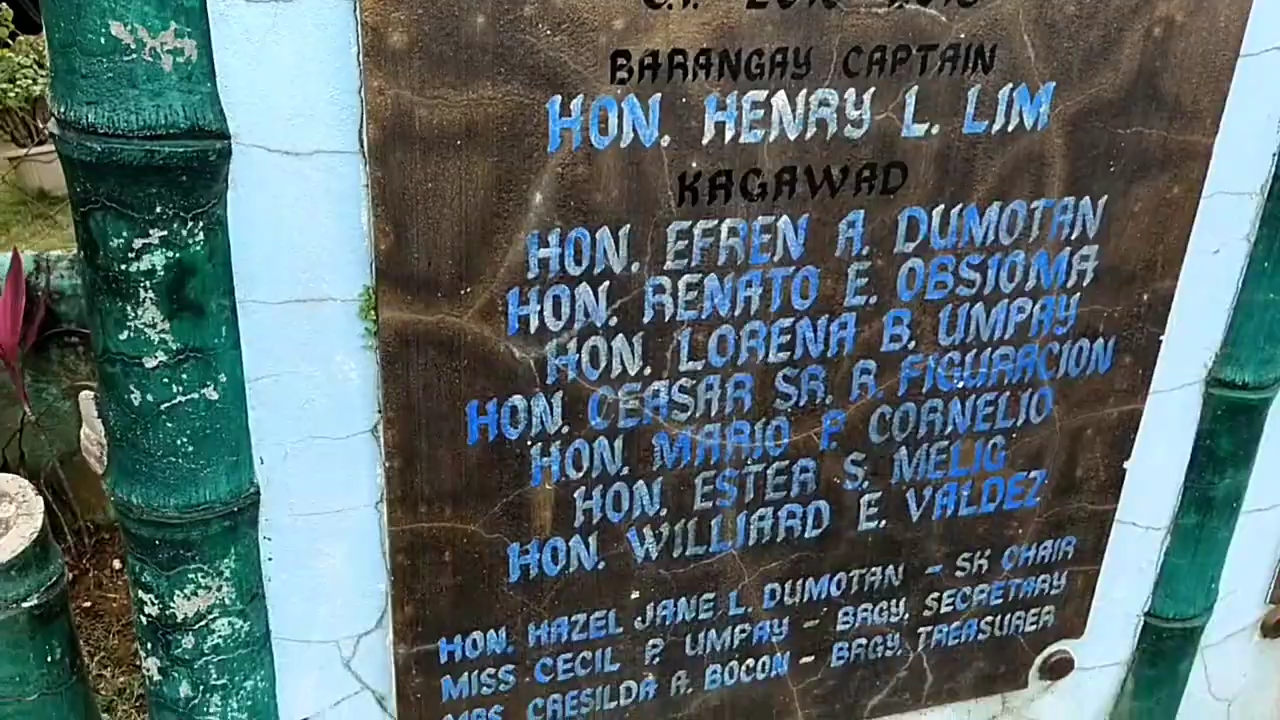 BARANGAY CAPTAIN
HON. HENRY L. LIM
KAGAWAD
HON. EFREN A. DUMOTAN
HON. RENATO E. OBSIOMA
HON. LORENA B. UMPAY
HON. CEASAR SR. R. FIGURACION
HON. MARIO P. CORNELIO
HON. ESTER S. MELIG
HON. WILLIARD E. VALDEZ
HON. HAZEL JANE L. DUMOTAN - SK CHAIR
MISS CECIL P. UMPAY - BRGY. SECRETARY
MRS. CRESILDA A. BOCON - BRGY. TREASURER